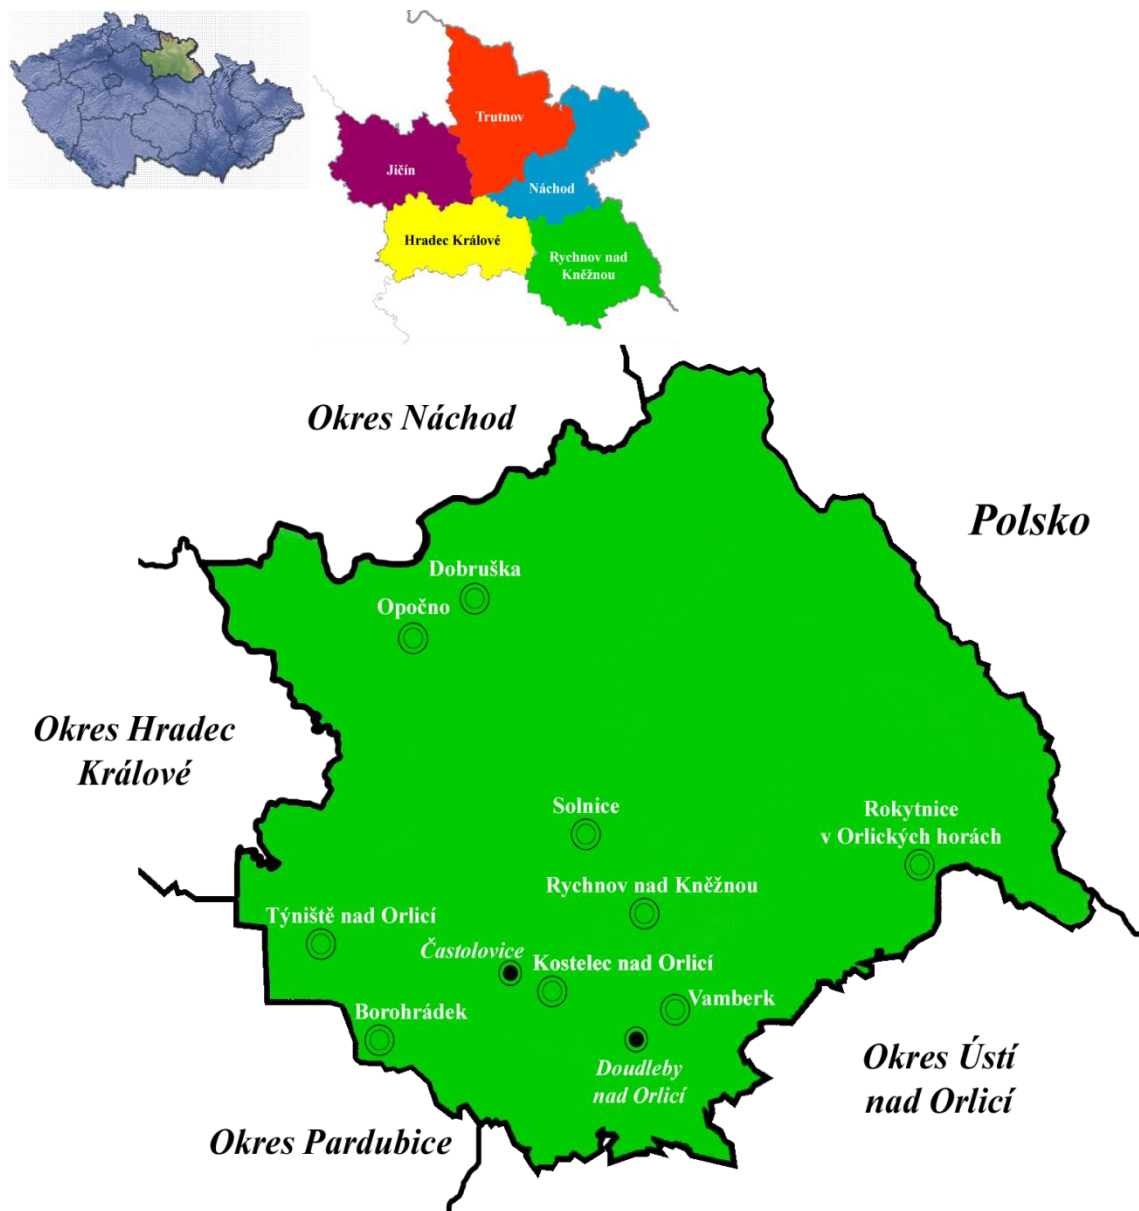 Trutnov
Jičín
Náchod
Hradec Králové
Rychnov nad
Kněžnou
Okres Náchod
Polsko
Dobruška
Opočno
Okres Hradec
Králové
Solnice
Rokytnice
v Orlických horách
Rychnov nad Kněžnou
Týniště nad Orlicí
Častolovice
Kostelec nad Orlicí
Vamberk
Borohrádek
Doudleby
nad Orlicí
Okres Ústí
nad Orlicí
Okres Pardubice